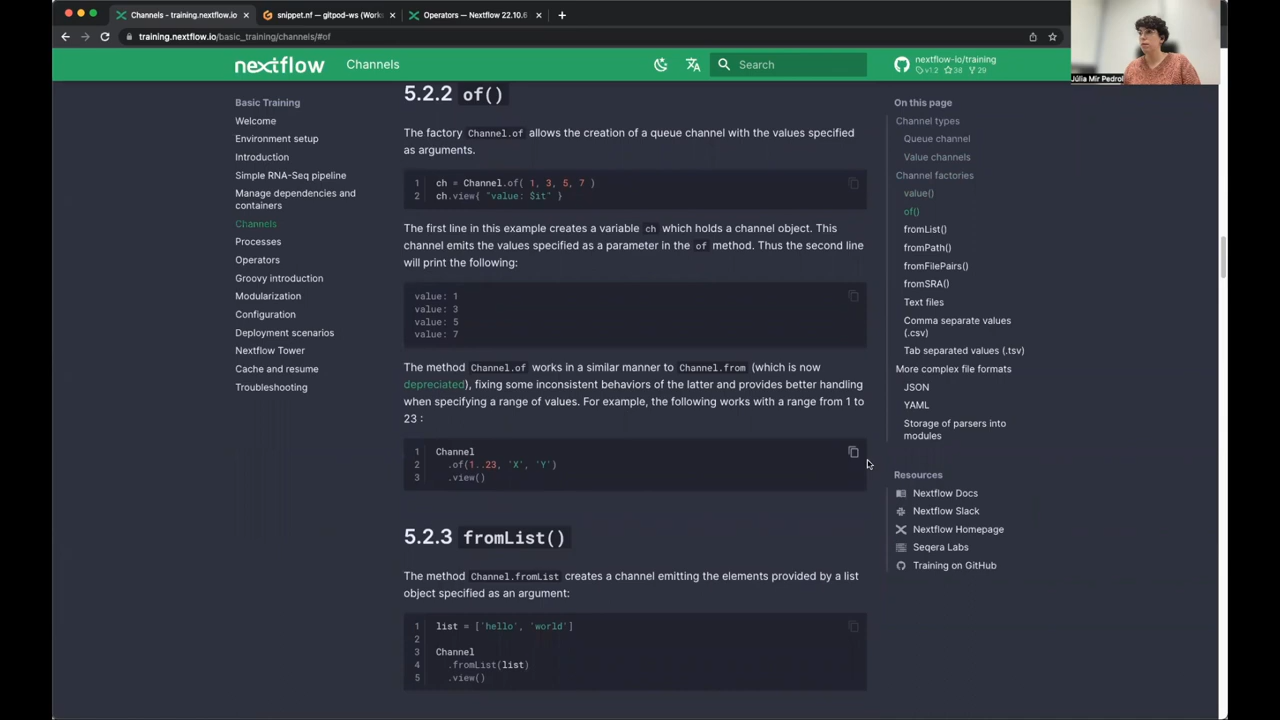 Channels - training.nextflow.io
snippet.nf — gitpod-ws (Works
Operators — Nextflow 22.10.6
training.nextflow.io/basic_training/channels/#of
nextflow
Channels
Search
nextflow-io/training
v1.2 38 29
Júlia Mir Pedrol
Basic Training
Welcome
Environment setup
Introduction
Simple RNA-Seq pipeline
Manage dependencies and
containers
Channels
Processes
Operators
Groovy introduction
Modularization
Configuration
Deployment scenarios
Nextflow Tower
Cache and resume
Troubleshooting
5.2.2 of()
The factory Channel.of allows the creation of a queue channel with the values specified
as arguments.
1 ch = Channel.of( 1, 3, 5, 7 )
2 ch.view{ "value: $it" }
The first line in this example creates a variable ch which holds a channel object. This
channel emits the values specified as a parameter in the of method. Thus the second line
will print the following:
value: 1
value: 3
value: 5
value: 7
The method Channel.of works in a similar manner to Channel.from (which is now
depreciated), fixing some inconsistent behaviors of the latter and provides better handling
when specifying a range of values. For example, the following works with a range from 1 to
23 :
1 Channel
2 .of(1..23, 'X', 'Y')
3 .view()
5.2.3 fromList()
The method Channel.fromList creates a channel emitting the elements provided by a list
object specified as an argument:
1 list = ['hello', 'world']
2
3 Channel
4 .fromList(list)
5 .view()
On this page
Channel types
Queue channel
Value channels
Channel factories
value()
of()
fromList()
fromPath()
fromFilePairs()
fromSRA()
Text files
Comma separate values
(.csv)
Tab separated values (.tsv)
More complex file formats
JSON
YAML
Storage of parsers into
modules
Resources
Nextflow Docs
Nextflow Slack
Nextflow Homepage
Seqera Labs
Training on GitHub